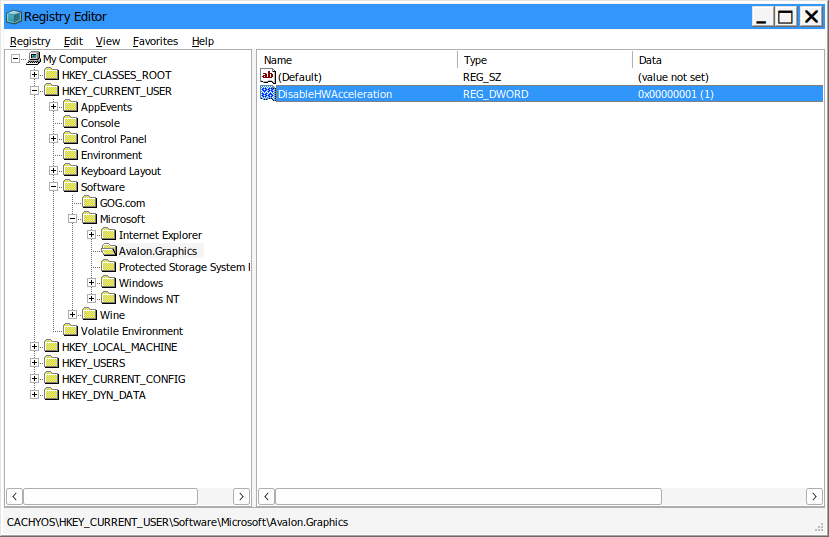 Registry Editor
Registry Edit View Favorites Help
My Computer
HKEY_CLASSES_ROOT
HKEY_CURRENT_USER
AppEvents
Console
Control Panel
Environment
Keyboard Layout
Software
GOG.com
Microsoft
Internet Explorer
Avalon.Graphics
Protected Storage System
Windows
Windows NT
Wine
Volatile Environment
HKEY_LOCAL_MACHINE
HKEY_USERS
HKEY_CURRENT_CONFIG
HKEY_DYN_DATA
Name Type Data
ab (Default) REG_SZ (value not set)
DisableHWAcceleration REG_DWORD 0x00000001 (1)
CACHYOS\HKEY_CURRENT_USER\Software\Microsoft\Avalon.Graphics